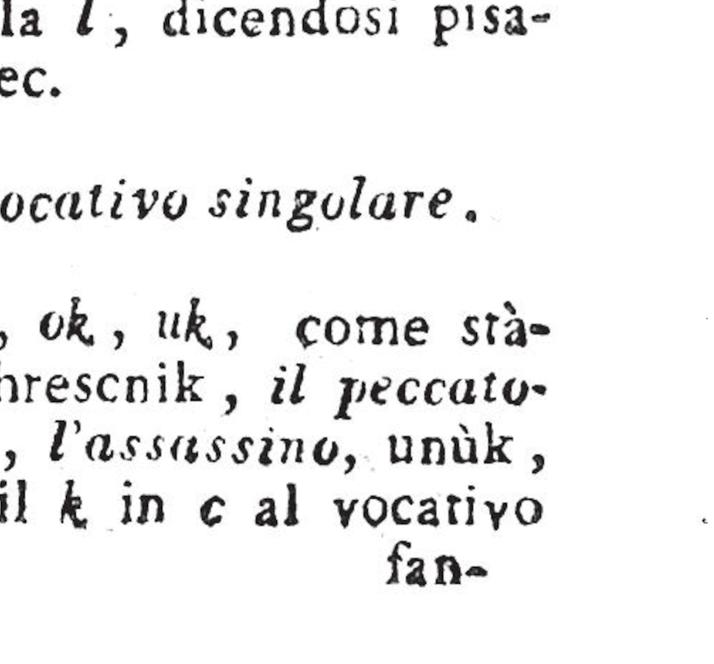 la l, dicendosi pisa-
ec.
ocativo singolare.
, ok, uk, come stà-
hrescnik, il peccato-
, l'assassino, unùk,
il k in c al vocativo
fan-